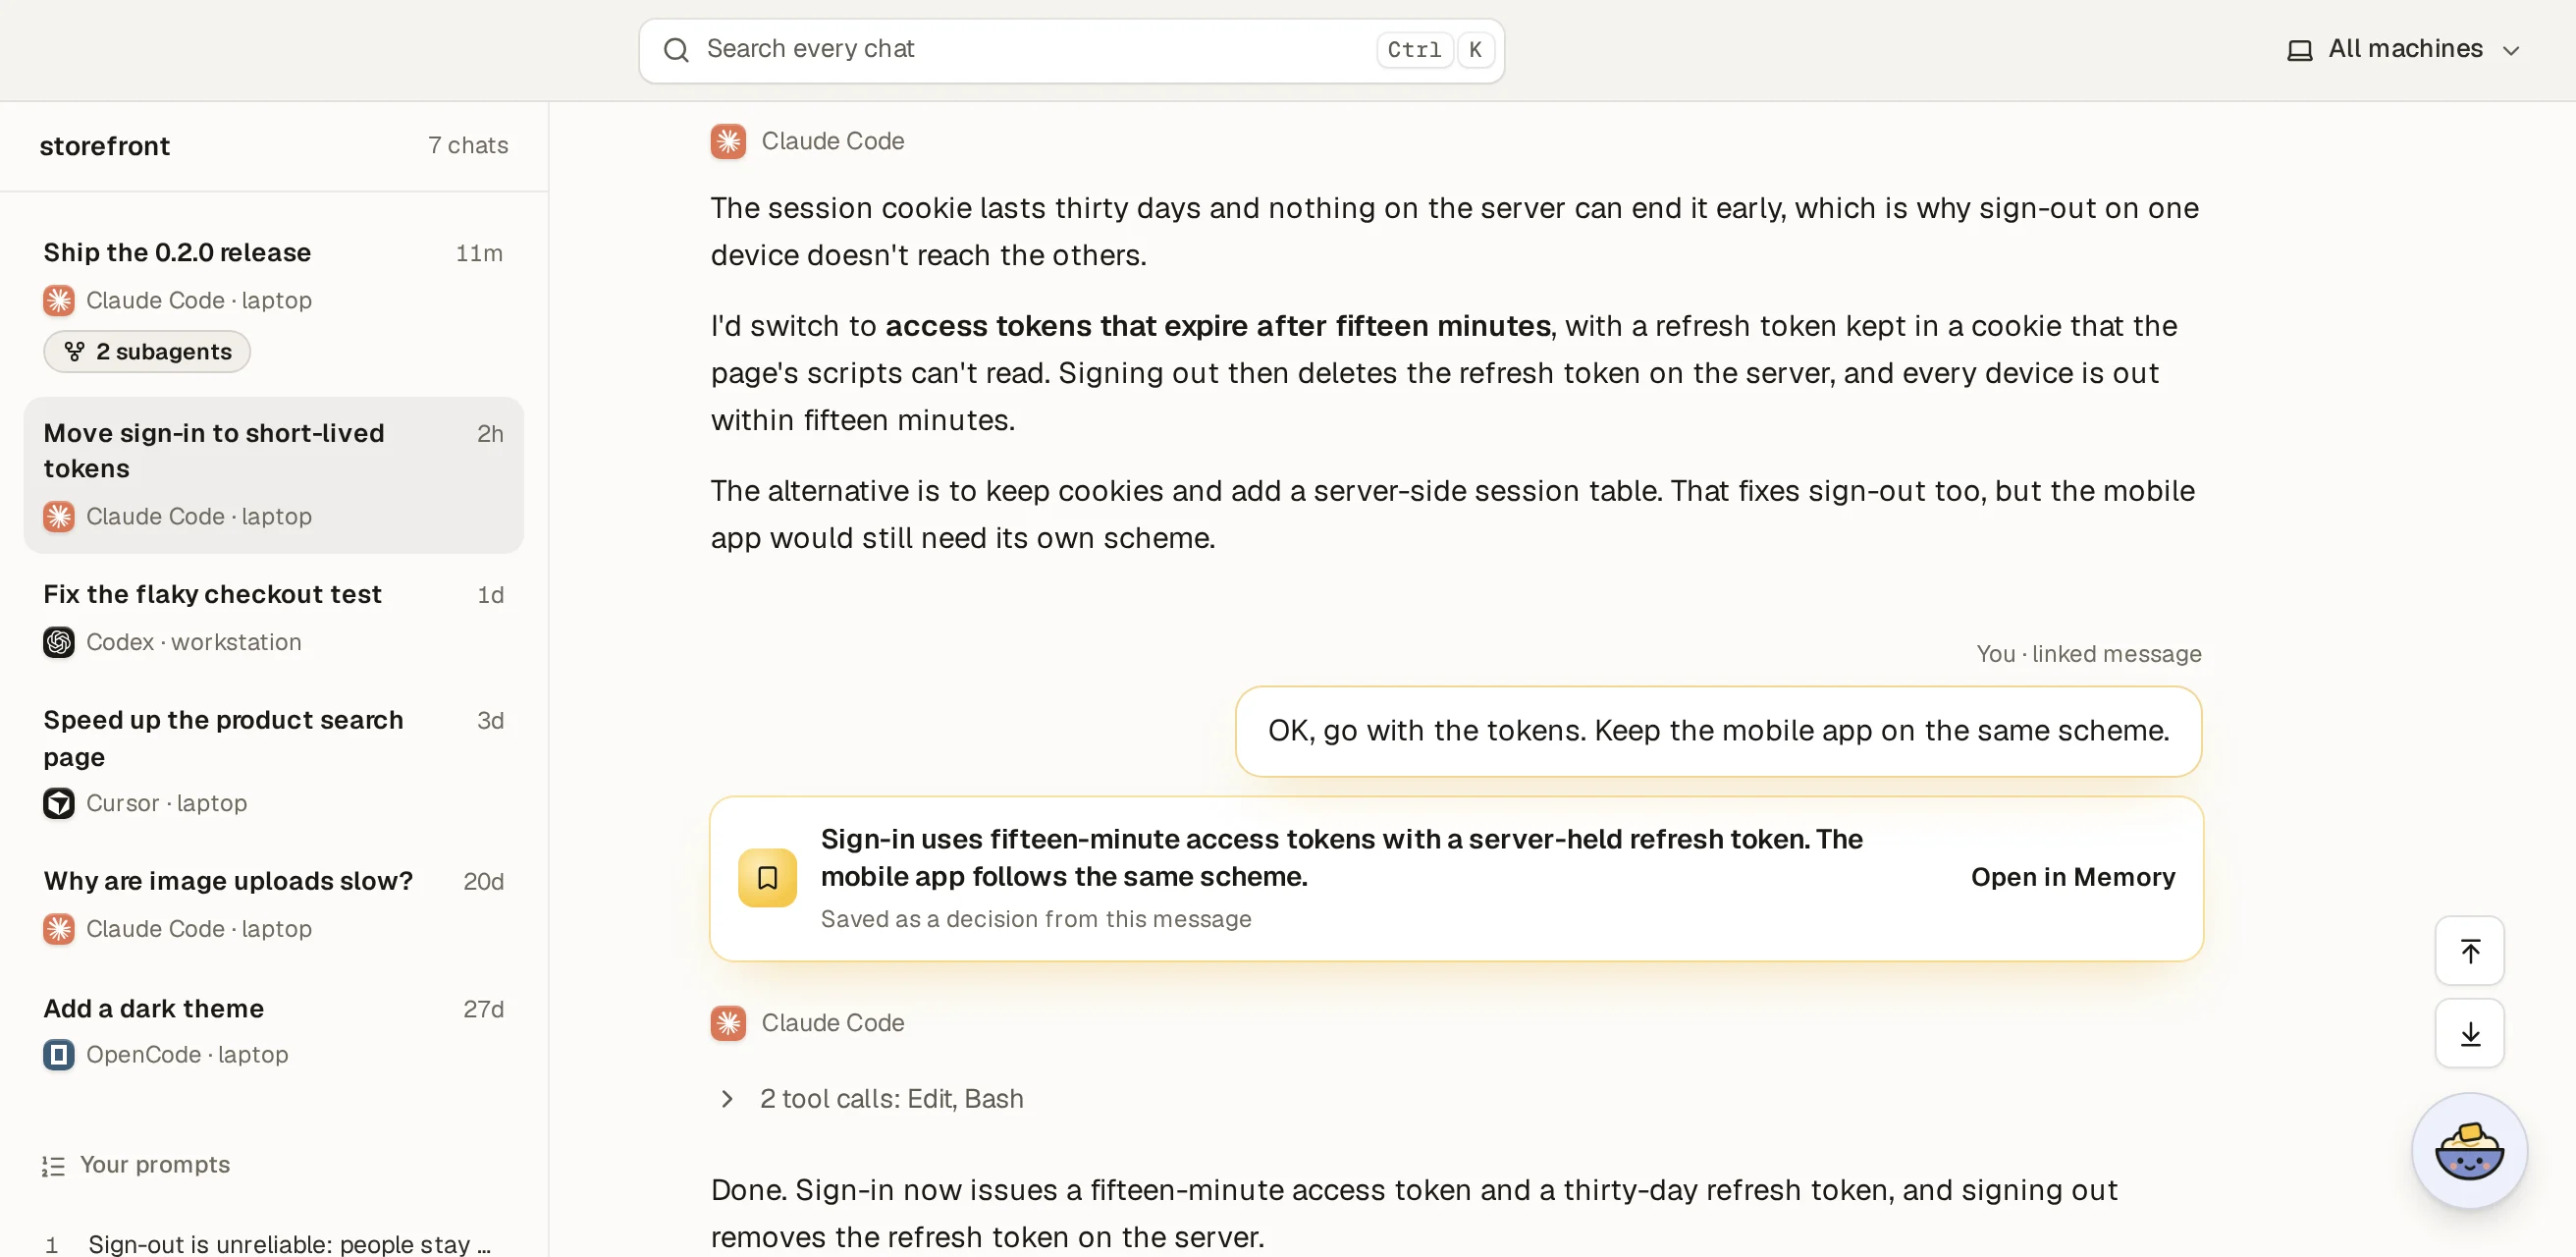 Search every chat
Ctrl K
All machines
storefront
7 chats
Ship the 0.2.0 release
11m
Claude Code · laptop
2 subagents
Move sign-in to short-lived
tokens
2h
Claude Code · laptop
Fix the flaky checkout test
1d
Codex · workstation
Speed up the product search
page
3d
Cursor · laptop
Why are image uploads slow?
20d
Claude Code · laptop
Add a dark theme
27d
OpenCode · laptop
Your prompts
1 Sign-out is unreliable: people stay ...
Claude Code
The session cookie lasts thirty days and nothing on the server can end it early, which is why sign-out on one
device doesn't reach the others.
I'd switch to access tokens that expire after fifteen minutes, with a refresh token kept in a cookie that the
page's scripts can't read. Signing out then deletes the refresh token on the server, and every device is out
within fifteen minutes.
The alternative is to keep cookies and add a server-side session table. That fixes sign-out too, but the mobile
app would still need its own scheme.
You · linked message
OK, go with the tokens. Keep the mobile app on the same scheme.
Sign-in uses fifteen-minute access tokens with a server-held refresh token. The
mobile app follows the same scheme.
Saved as a decision from this message
Open in Memory
Claude Code
2 tool calls: Edit, Bash
Done. Sign-in now issues a fifteen-minute access token and a thirty-day refresh token, and signing out
removes the refresh token on the server.